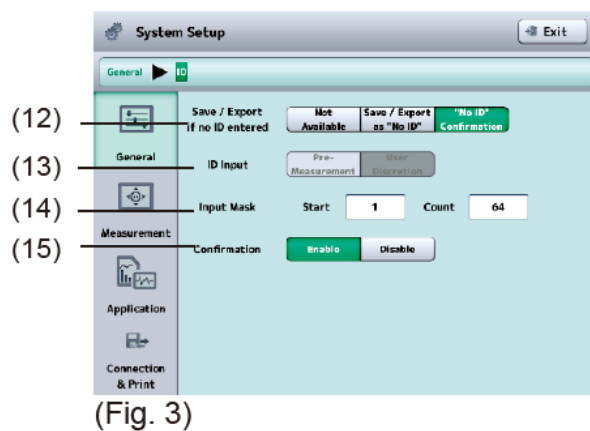 System Setup
Exit
General ▶ ID
(12)
Save / Export
if no ID entered
Not
Available
Save / Export
as "No ID"
"No ID"
Confirmation
General
(13)
ID Input
Pre-
Measurement
User
Discretion
(14)
Input Mask
Start
1
Count
64
Measurement
(15)
Confirmation
Enable
Disable
Application
Connection
& Print
(Fig. 3)